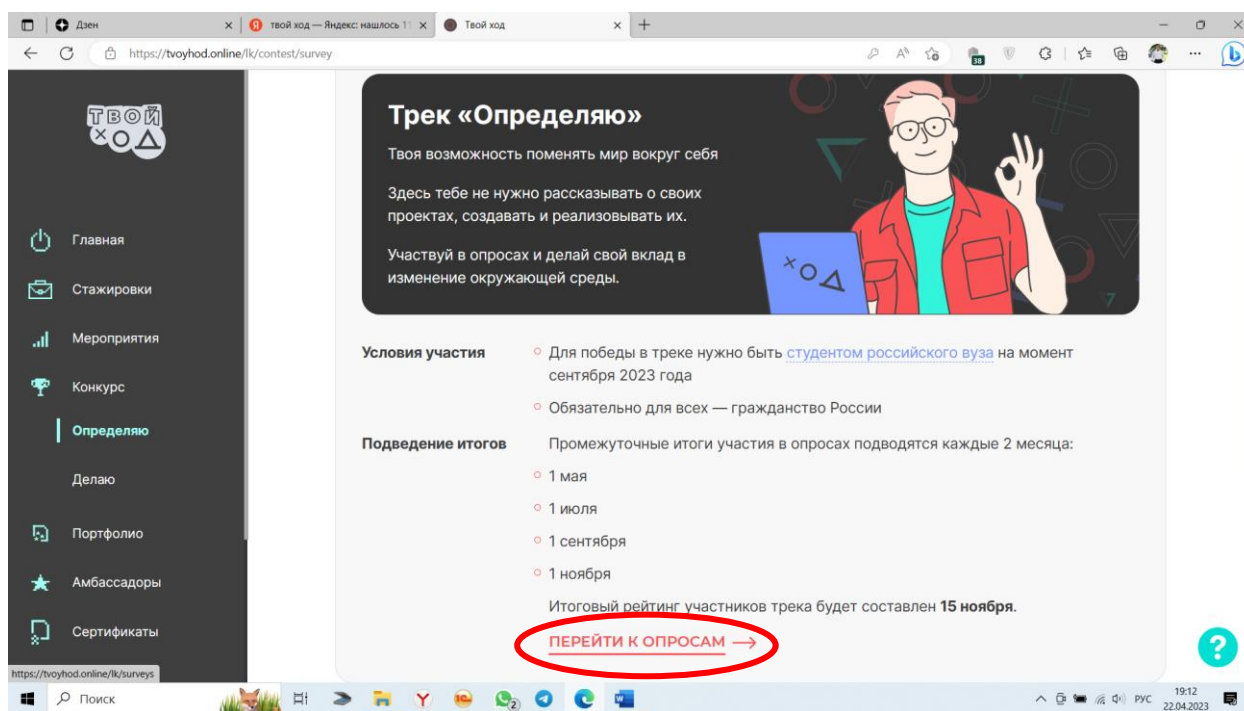 Дзен
твой ход — Яндекс: нашлось 1
Твой ход
https://tvoyhod.online/lk/contest/survey
38
ТВОЙ
ХОД
Главная
Стажировки
Мероприятия
Конкурс
Определяю
Делаю
Портфолио
Амбассадоры
Сертификаты
Трек «Определяю»
Твоя возможность поменять мир вокруг себя
Здесь тебе не нужно рассказывать о своих
проектах, создавать и реализовывать их.
Участвуй в опросах и делай свой вклад в
изменение окружающей среды.
Условия участия
Для победы в треке нужно быть студентом российского вуза на момент
сентября 2023 года
Обязательно для всех — гражданство России
Подведение итогов
Промежуточные итоги участия в опросах подводятся каждые 2 месяца:
1 мая
1 июля
1 сентября
1 ноября
Итоговый рейтинг участников трека будет составлен 15 ноября.
ПЕРЕЙТИ К ОПРОСАМ
?
https://tvoyhod.online/lk/surveys
Поиск
2
РУС
19:12
22.04.2023